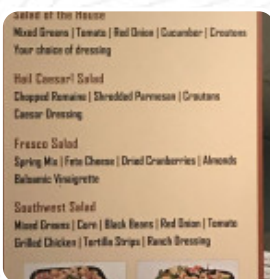 Salad of the House
Mixed Greens | Tomato | Red Onion | Cucumber | Croutons
Your choice of dressing
Hail Caesar! Salad
Chopped Romaine | Shredded Parmesan | Croutons
Caesar Dressing
Fresco Salad
Spring Mix | Feta Cheese | Dried Cranberries | Almonds
Balsamic Vinaigrette
Southwest Salad
Mixed Greens | Corn | Black Beans | Red Onion | Tomato
Grilled Chicken | Tortilla Strips | Ranch Dressing